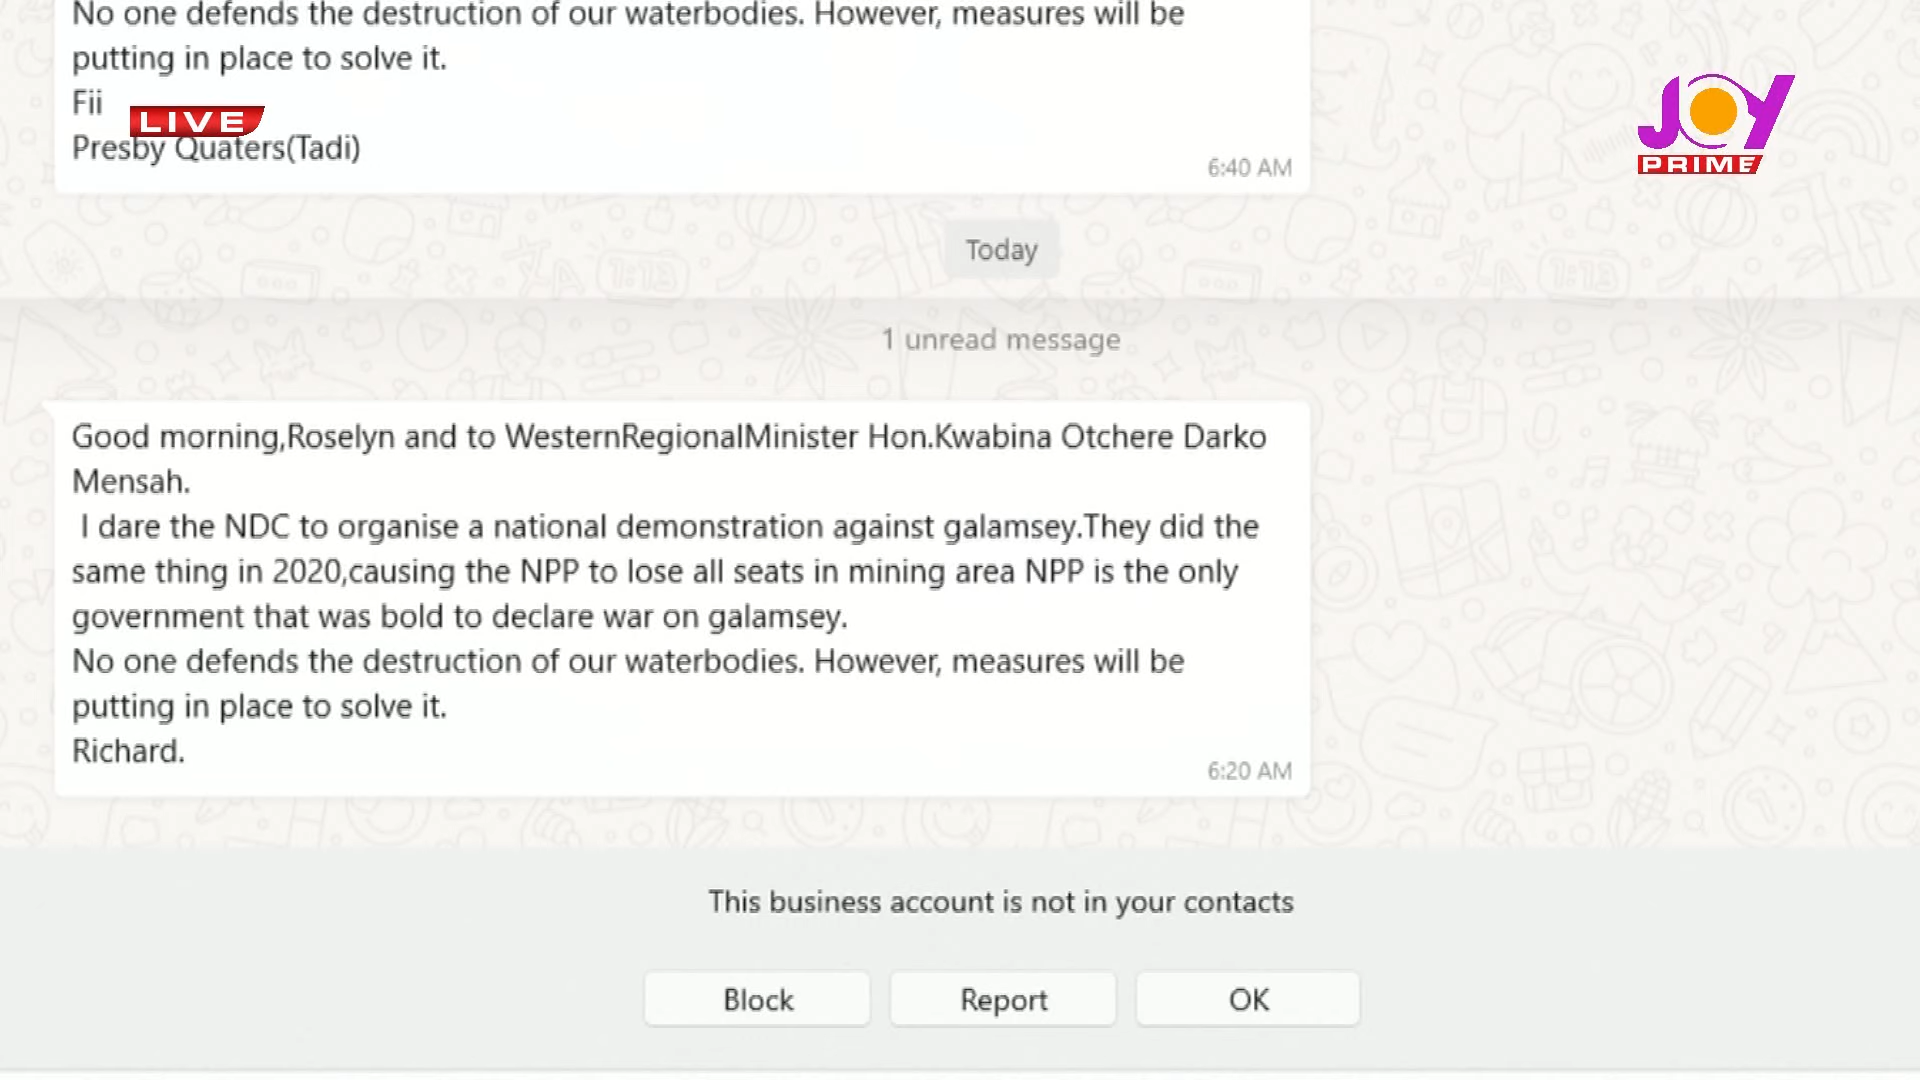 No one defends the destruction of our waterbodies. However, measures will be
putting in place to solve it.
Fii
LIVE
Presby Quaters(Tadi)
6:40 AM
JOY
PRIME
Today
1 unread message
Good morning,Roselyn and to WesternRegionalMinister Hon.Kwabina Otchere Darko
Mensah.
I dare the NDC to organise a national demonstration against galamsey.They did the
same thing in 2020,causing the NPP to lose all seats in mining area NPP is the only
government that was bold to declare war on galamsey.
No one defends the destruction of our waterbodies. However, measures will be
putting in place to solve it.
Richard.
6:20 AM
This business account is not in your contacts
Block
Report
OK